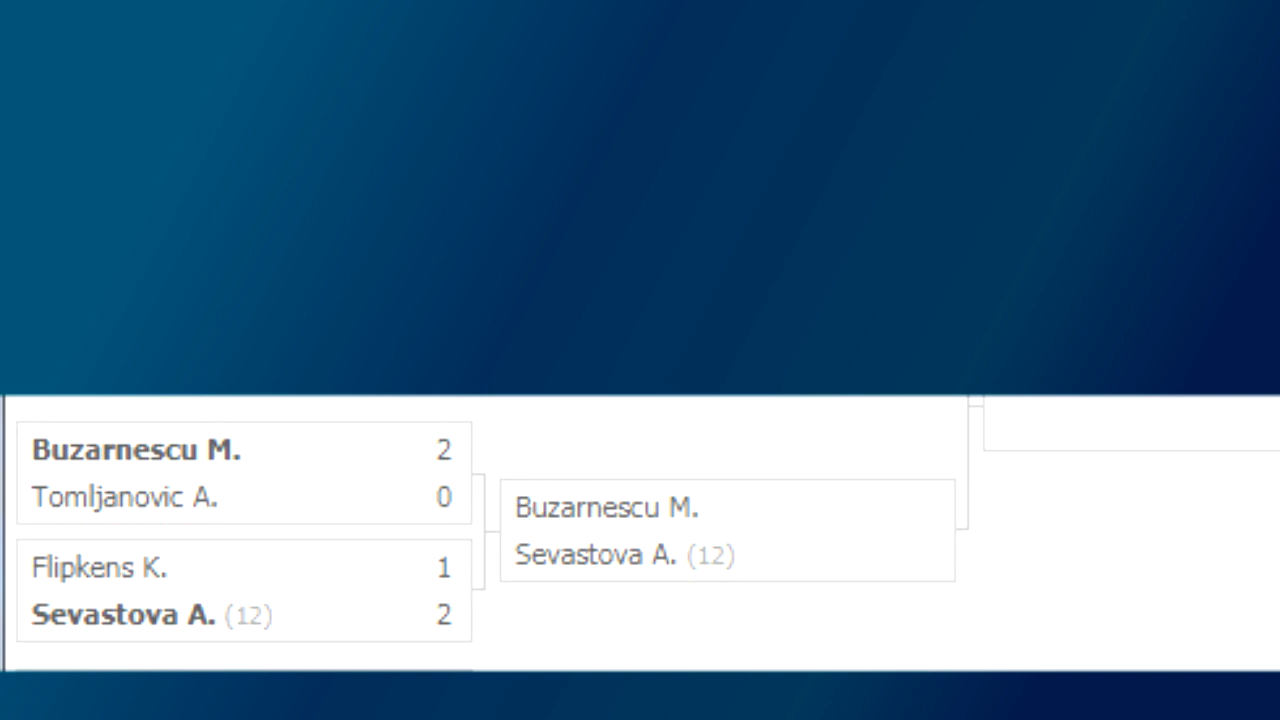 Buzarnescu M. 2
Tomljanovic A. 0
Flipkens K. 1
Sevastova A. (12) 2
Buzarnescu M.
Sevastova A. (12)